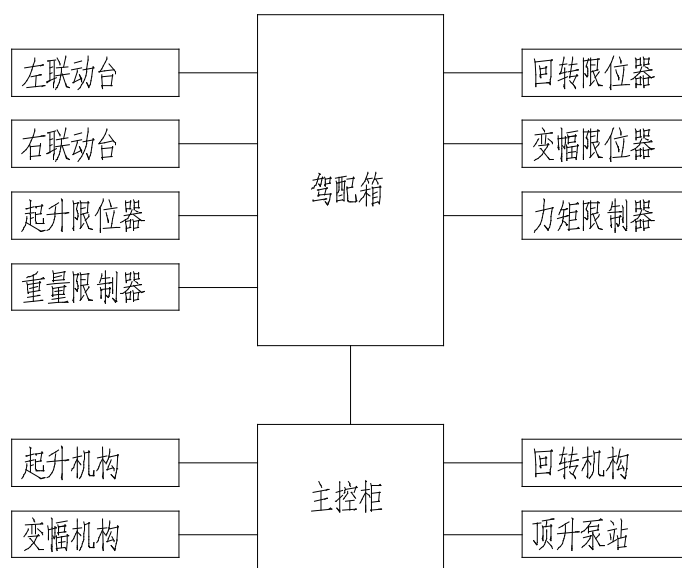 左联动台
回转限位器
右联动台
变幅限位器
驾配箱
起升限位器
力矩限制器
重量限制器
起升机构
回转机构
主控柜
变幅机构
顶升泵站